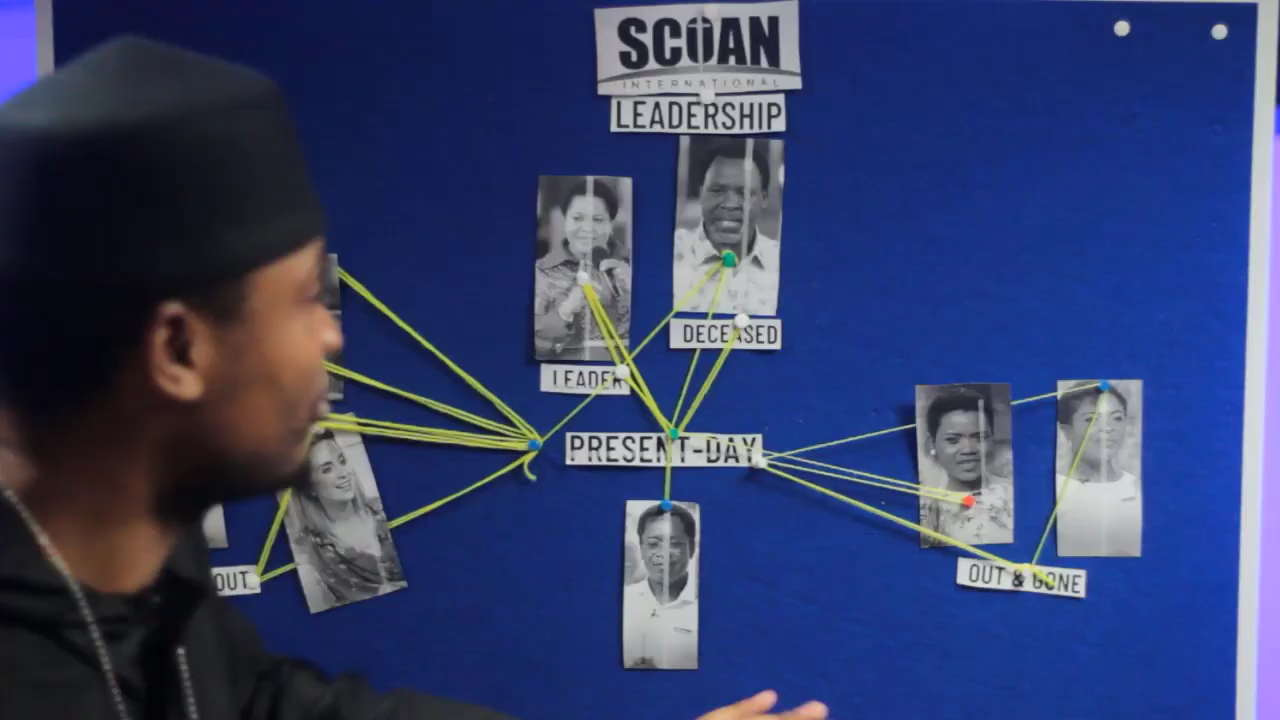 SCOAN
INTERNATIONAL
LEADERSHIP
DECEASED
LEADER
PRESENT-DAY
OUT
OUT & GONE